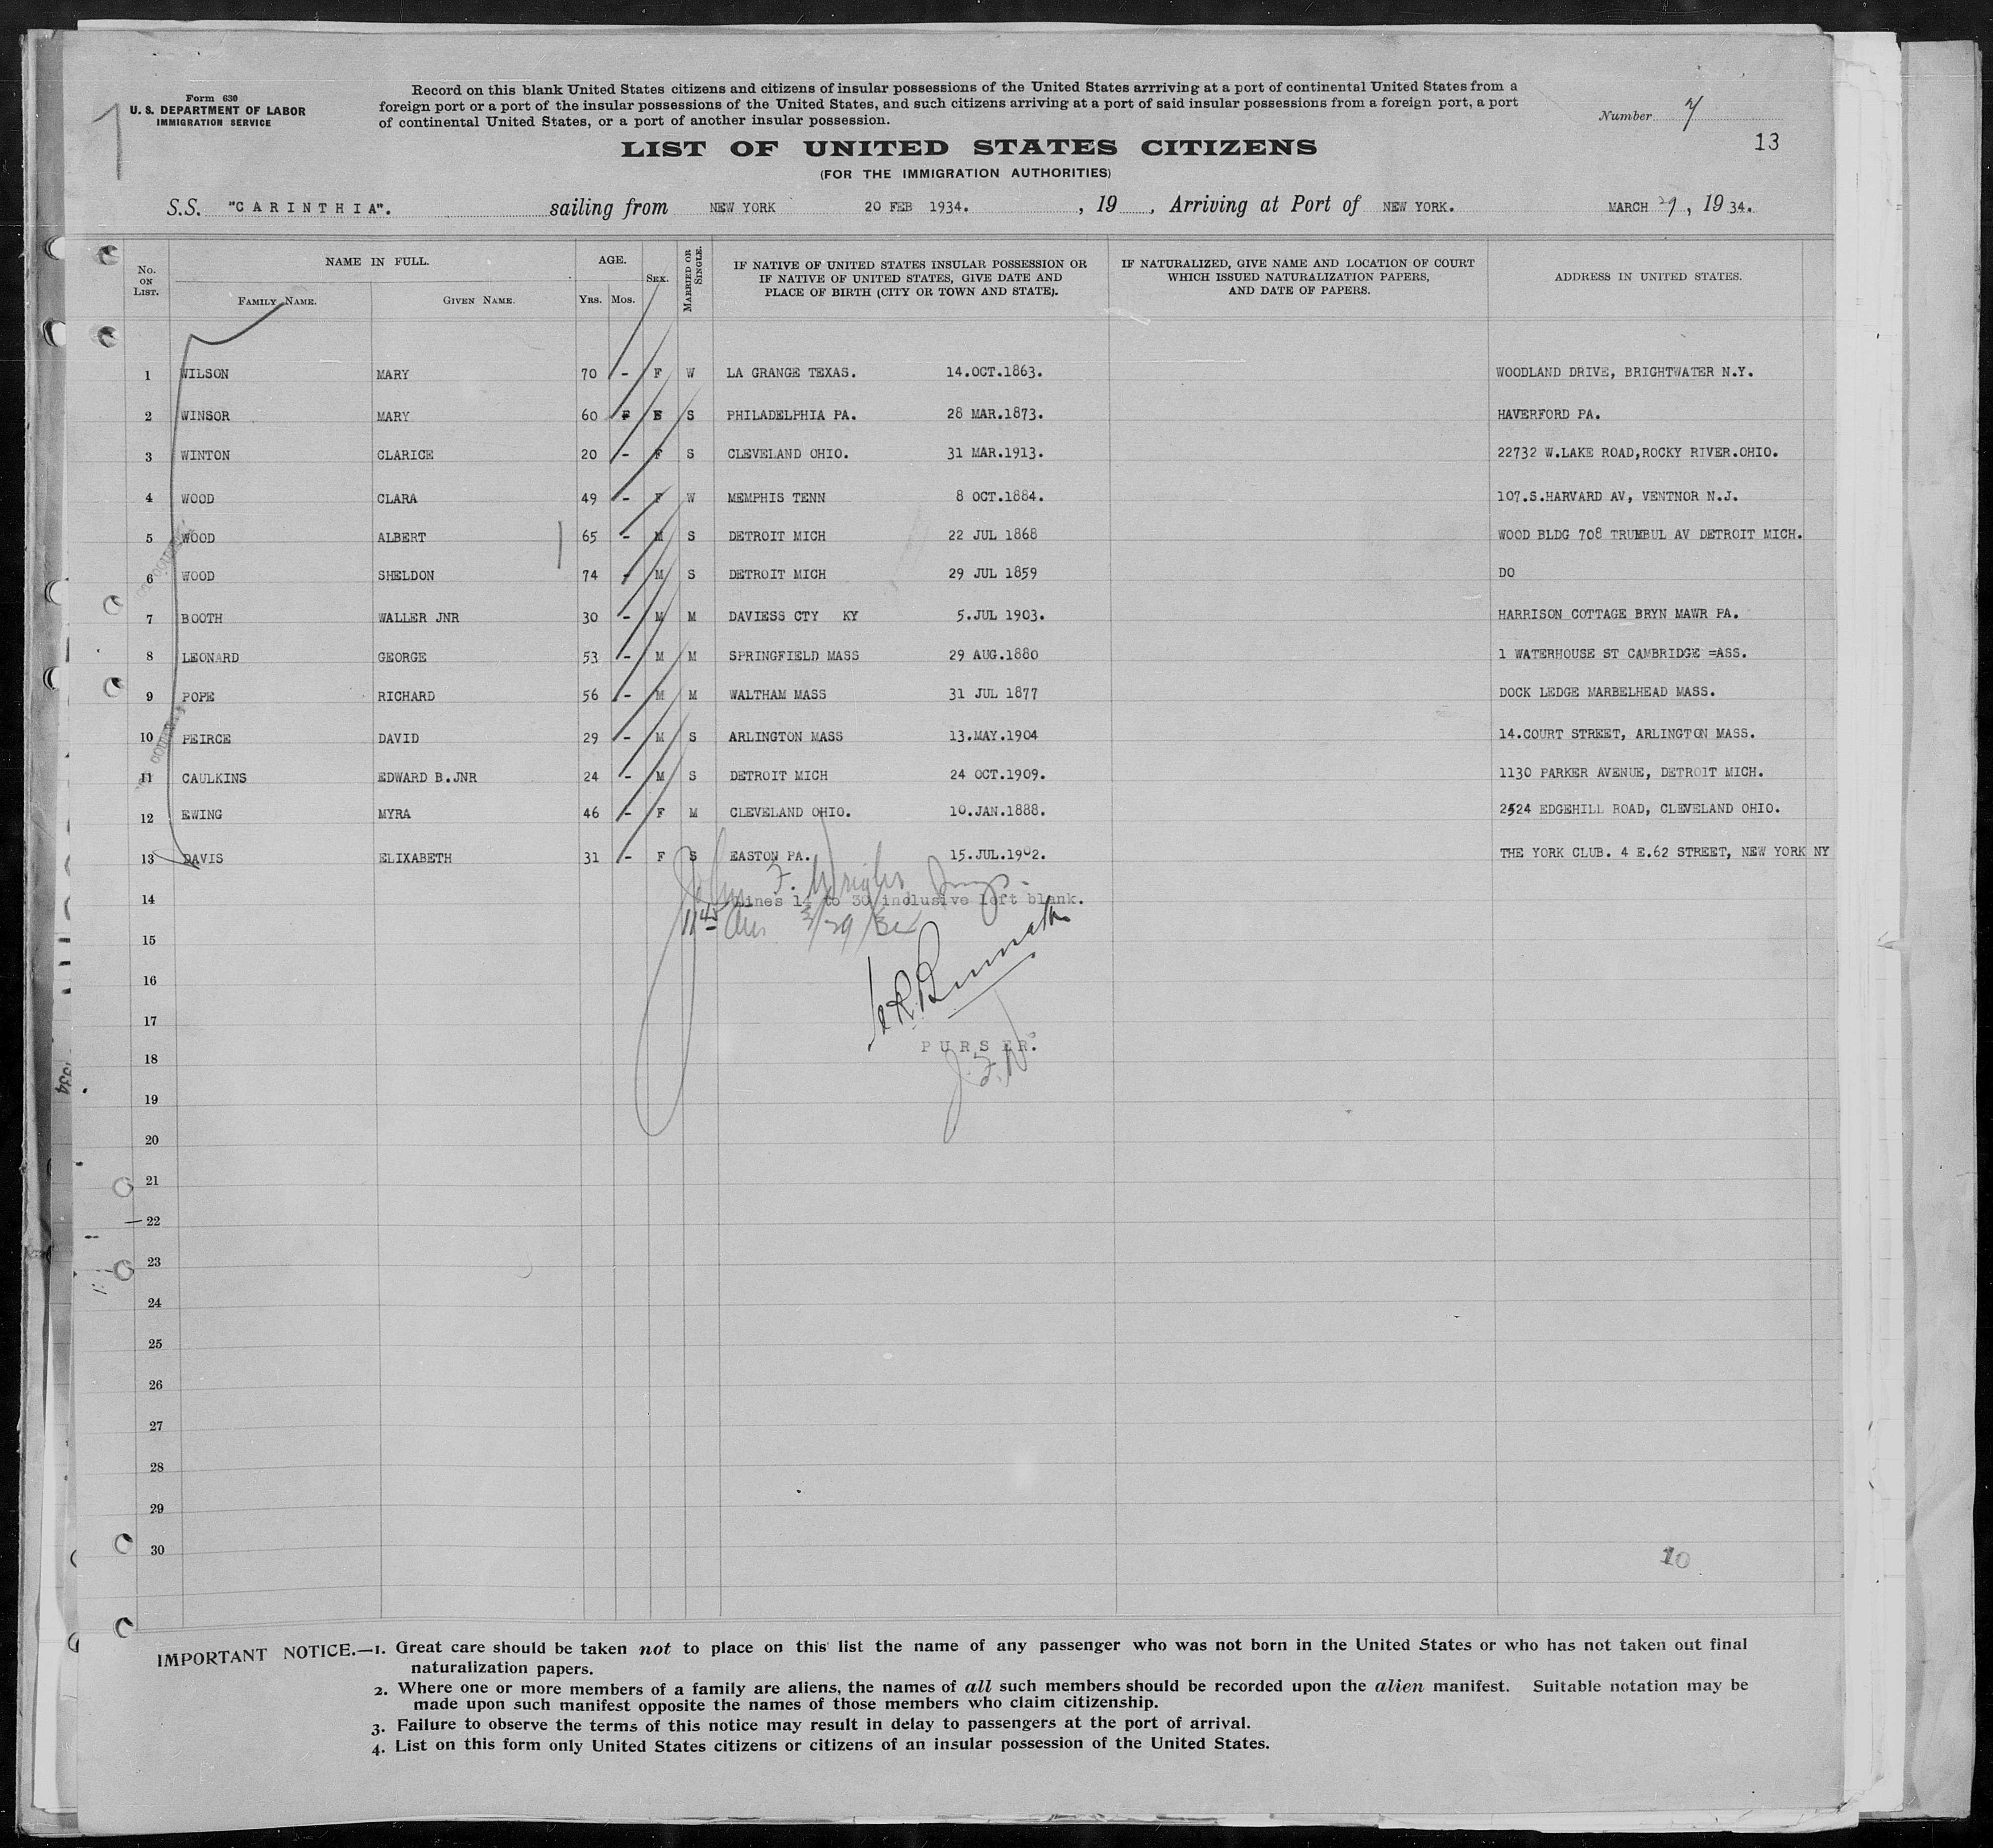 Form 630
U. S. DEPARTMENT OF LABOR
IMMIGRATION SERVICE
Record on this blank United States citizens and citizens of insular possessions of the United States arrriving at a port of continental United States from a
foreign port or a port of the insular possessions of the United States, and such citizens arriving at a port of said insular possessions from a foreign port, a port
of continental United States, or a port of another insular possession.
Number
13
LIST OF UNITED STATES CITIZENS
(FOR THE IMMIGRATION AUTHORITIES)
S.S. "CARINTHIA". sailing from NEW YORK 20 FEB 1934. , 19 , Arriving at Port of NEW YORK. MARCH 29, 1934.
No. ON LIST. NAME IN FULL. AGE. SEX. MARRIED OR SINGLE. IF NATIVE OF UNITED STATES INSULAR POSSESSION OR IF NATIVE OF UNITED STATES, GIVE DATE AND PLACE OF BIRTH (CITY OR TOWN AND STATE). IF NATURALIZED, GIVE NAME AND LOCATION OF COURT WHICH ISSUED NATURALIZATION PAPERS, AND DATE OF PAPERS. ADDRESS IN UNITED STATES.
FAMILY NAME. GIVEN NAME. YRS. MOS.
1 WILSON MARY 70 - F W LA GRANGE TEXAS. 14.OCT.1863. WOODLAND DRIVE, BRIGHTWATER N.Y.
2 WINSOR MARY 60 F S PHILADELPHIA PA. 28 MAR.1873. HAVERFORD PA.
3 WINTON CLARICE 20 - F S CLEVELAND OHIO. 31 MAR.1913. 22732 W.LAKE ROAD,ROCKY RIVER.OHIO.
4 WOOD CLARA 49 - F W MEMPHIS TENN 8 OCT.1884. 107.S.HARVARD AV, VENTNOR N.J.
5 WOOD ALBERT 65 - M S DETROIT MICH 22 JUL 1868 WOOD BLDG 708 TRUMBUL AV DETROIT MICH.
6 WOOD SHELDON 74 - M S DETROIT MICH 29 JUL 1859 DO
7 BOOTH WALLER JNR 30 - M M DAVIESS CTY KY 5.JUL 1903. HARRISON COTTAGE BRYN MAWR PA.
8 LEONARD GEORGE 53 - M M SPRINGFIELD MASS 29 AUG.1880 1 WATERHOUSE ST CAMBRIDGE =ASS.
9 POPE RICHARD 56 - M M WALTHAM MASS 31 JUL 1877 DOCK LEDGE MARBELHEAD MASS.
10 PEIRCE DAVID 29 - M S ARLINGTON MASS 13.MAY.1904 14.COURT STREET, ARLINGTON MASS.
11 CAULKINS EDWARD B.JNR 24 - M S DETROIT MICH 24 OCT.1909. 1130 PARKER AVENUE, DETROIT MICH.
12 EWING MYRA 46 - F M CLEVELAND OHIO. 10.JAN.1888. 2524 EDGEHILL ROAD, CLEVELAND OHIO.
13 DAVIS ELIXABETH 31 - F S EASTON PA. 15.JUL.1902. THE YORK CLUB. 4 E.62 STREET, NEW YORK NY
John F.
14 Lines 14 to 30 inclusive left blank.
11 45 am 3/29/34
15
16
17
PURSER.
18
J.F.W
19
20
21
22
23
24
25
26
27
28
29
30
10
IMPORTANT NOTICE.—1. Great care should be taken not to place on this list the name of any passenger who was not born in the United States or who has not taken out final
naturalization papers.
2. Where one or more members of a family are aliens, the names of all such members should be recorded upon the alien manifest. Suitable notation may be
made upon such manifest opposite the names of those members who claim citizenship.
3. Failure to observe the terms of this notice may result in delay to passengers at the port of arrival.
4. List on this form only United States citizens or citizens of an insular possession of the United States.